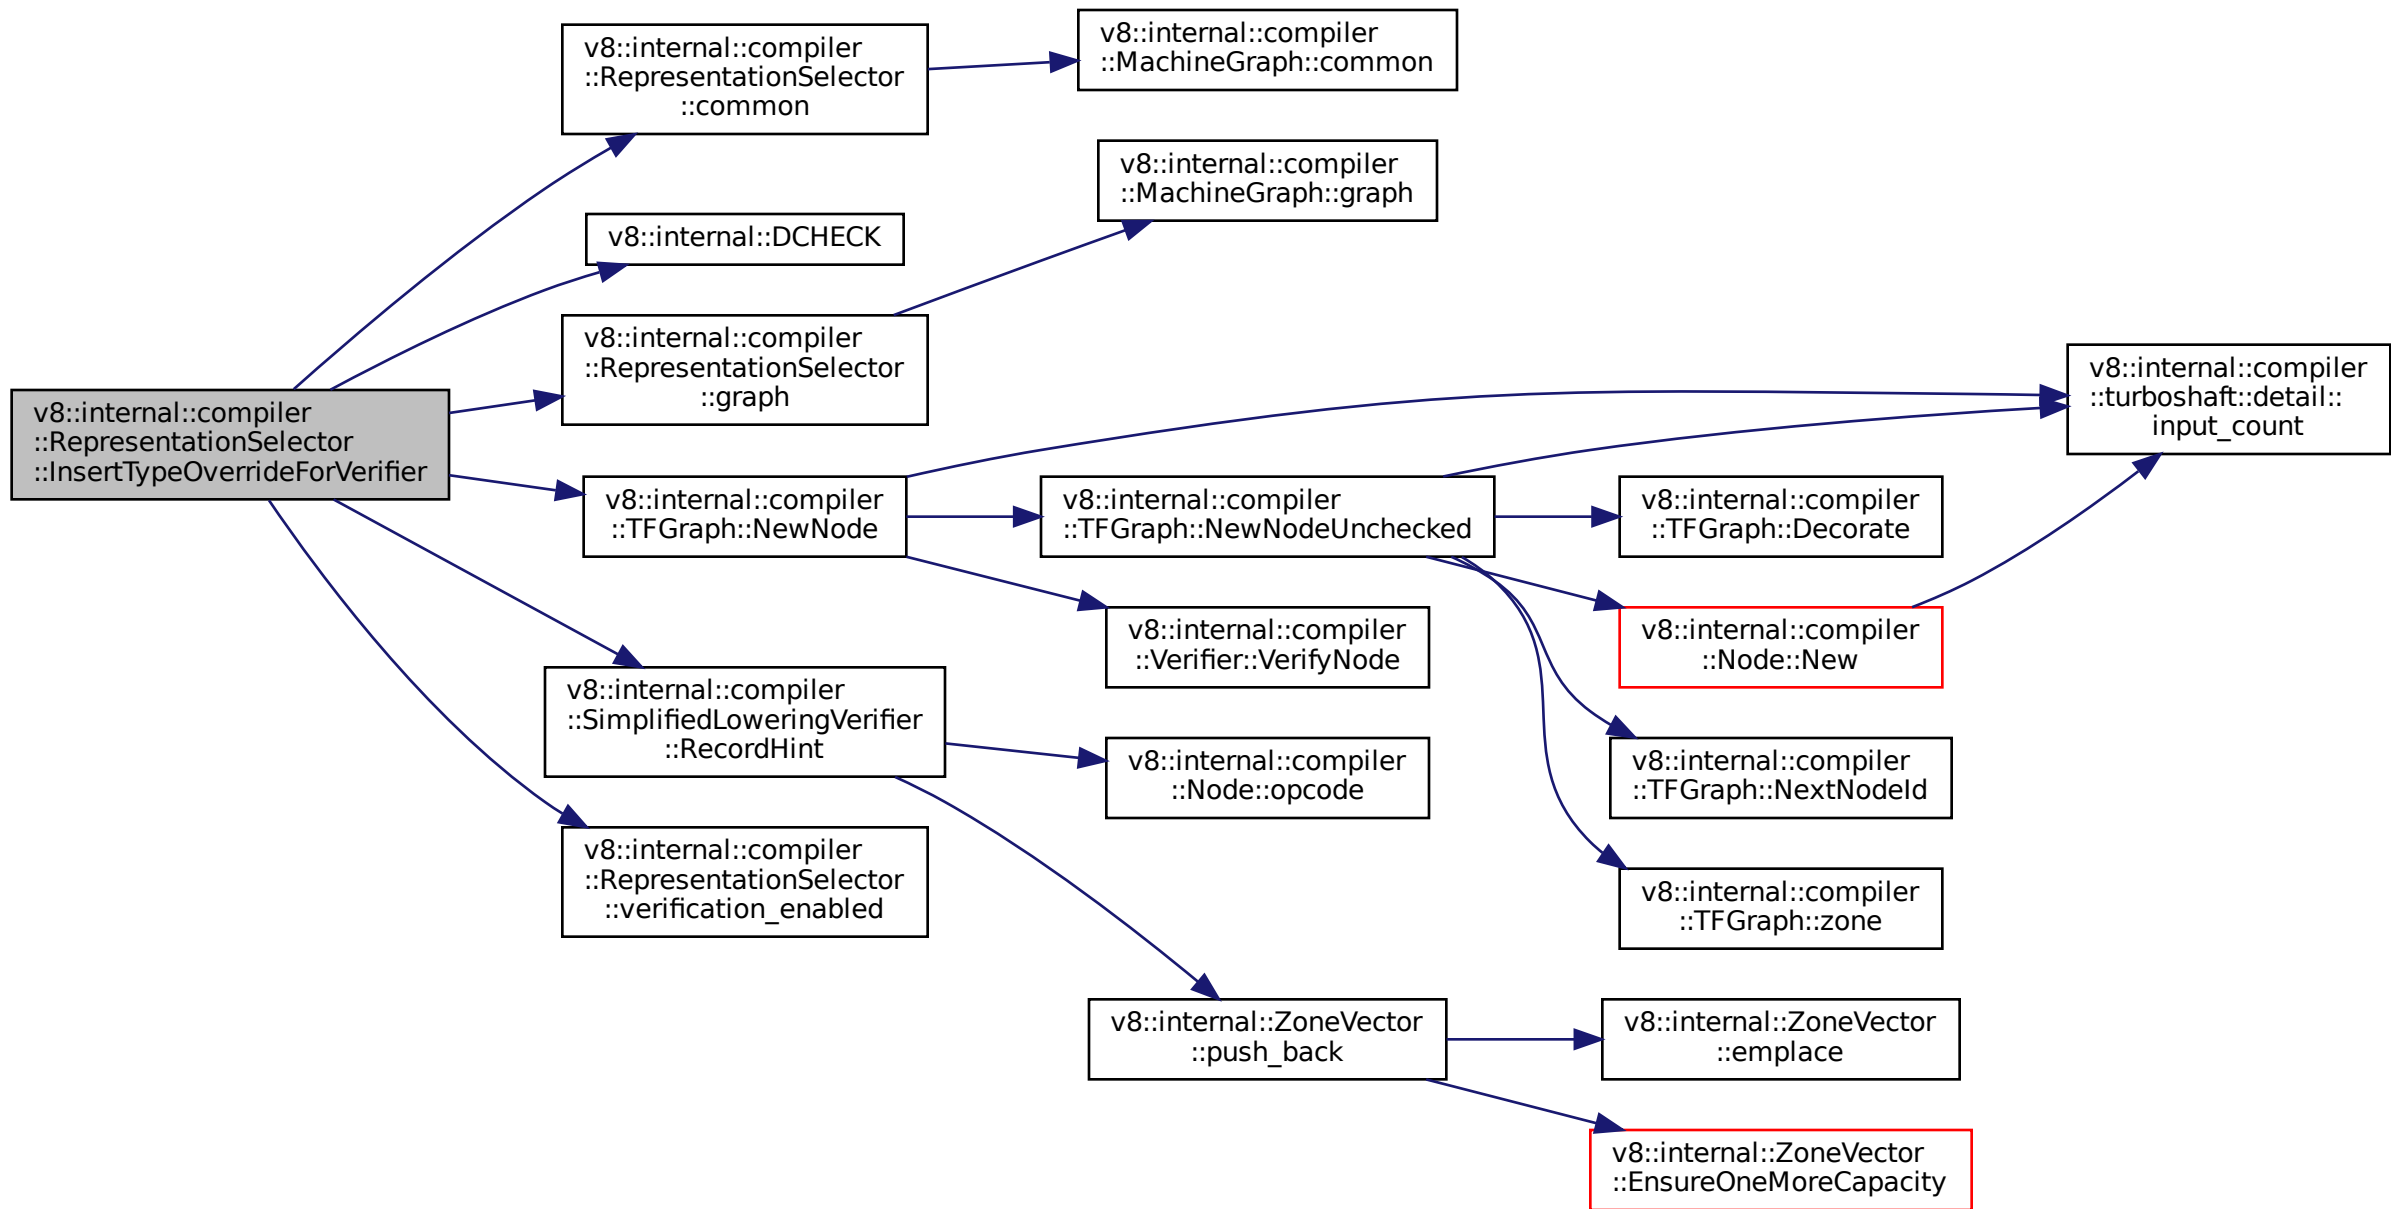 v8::internal::compiler
::RepresentationSelector
::InsertTypeOverrideForVerifier
v8::internal::compiler
::RepresentationSelector
::common
v8::internal::DCHECK
v8::internal::compiler
::RepresentationSelector
::graph
v8::internal::compiler
::TFGraph::NewNode
v8::internal::compiler
::SimplifiedLoweringVerifier
::RecordHint
v8::internal::compiler
::RepresentationSelector
::verification_enabled
v8::internal::compiler
::MachineGraph::common
v8::internal::compiler
::MachineGraph::graph
v8::internal::compiler
::TFGraph::NewNodeUnchecked
v8::internal::compiler
::Verifier::VerifyNode
v8::internal::compiler
::Node::opcode
v8::internal::ZoneVector
::push_back
v8::internal::compiler
::TFGraph::Decorate
v8::internal::compiler
::Node::New
v8::internal::compiler
::TFGraph::NextNodeId
v8::internal::compiler
::TFGraph::zone
v8::internal::ZoneVector
::emplace
v8::internal::ZoneVector
::EnsureOneMoreCapacity
v8::internal::compiler
::turboshaft::detail::
input_count